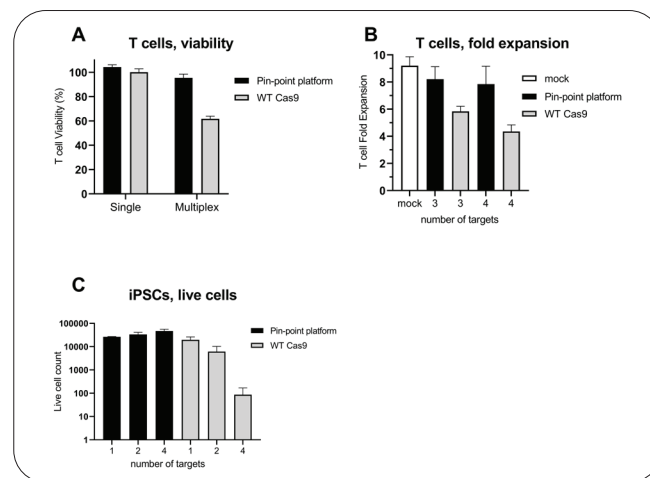 A
T cells, viability
T cell Viability (%)
100
80
60
40
20
0
Single
Multiplex
Pin-point platform
WT Cas9
B
T cells, fold expansion
T cell Fold Expansion
10
8
6
4
2
0
mock 3 3 4 4
number of targets
mock
Pin-point platform
WT Cas9
C
iPSCs, live cells
Live cell count
100000
10000
1000
100
10
1
1 2 4 1 2 4
number of targets
Pin-point platform
WT Cas9